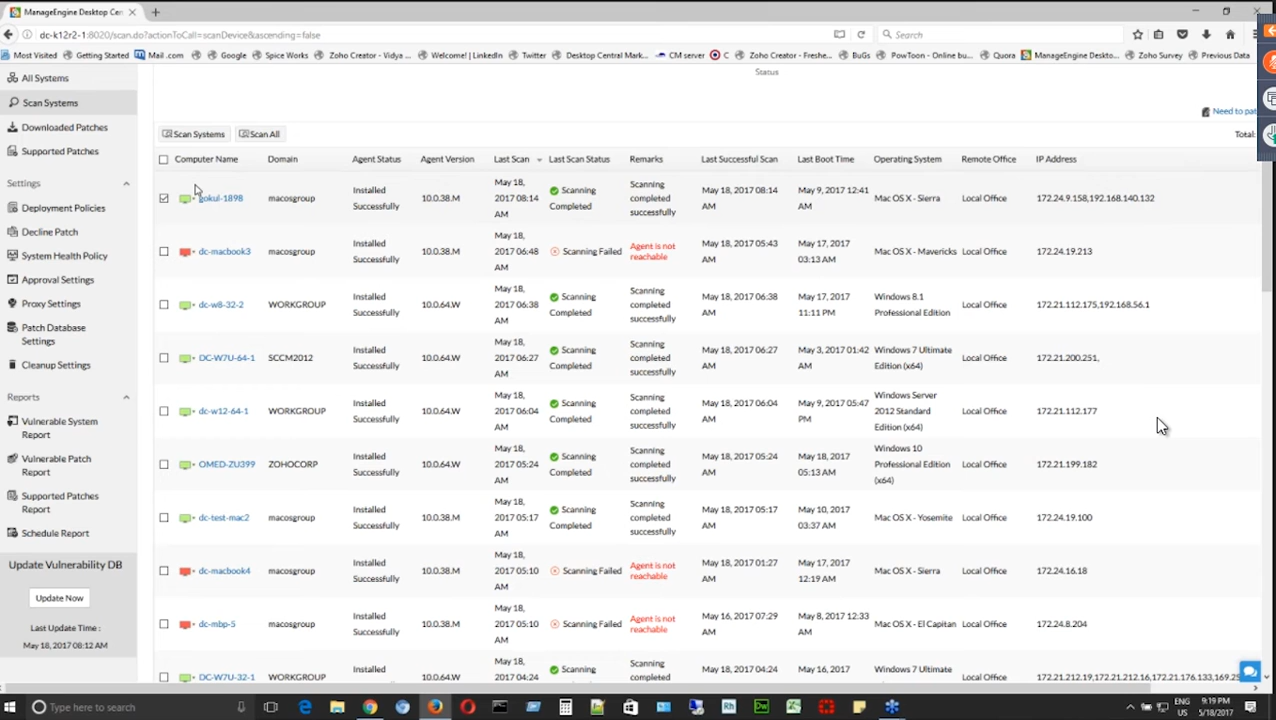 ManageEngine Desktop Cen
dc-k12r2-1:8020/scan.do?actionToCall=scanDevice&ascending=false
Search
Most Visited Getting Started Mail .com Google Spice Works Zoho Creator - Vidya ... Welcome! | LinkedIn Twitter Desktop Central Mark... CM server C Zoho Creator - Freshe... BuGs PowToon - Online bu... Quora ManageEngine Deskto... Zoho Survey Previous Data
All Systems
Scan Systems
Downloaded Patches
Supported Patches
Settings
Deployment Policies
Decline Patch
System Health Policy
Approval Settings
Proxy Settings
Patch Database
Settings
Cleanup Settings
Reports
Vulnerable System
Report
Vulnerable Patch
Report
Supported Patches
Report
Schedule Report
Update Vulnerability DB
Update Now
Last Update Time :
May 18, 2017 08:12 AM
Status
Need to pat
Scan Systems Scan All
Total:
Computer Name Domain Agent Status Agent Version Last Scan Last Scan Status Remarks Last Successful Scan Last Boot Time Operating System Remote Office IP Address
gokul-1898 macosgroup Installed Successfully 10.0.38.M May 18, 2017 08:14 AM Scanning Completed Scanning completed successfully May 18, 2017 08:14 AM May 9, 2017 12:41 AM Mac OS X - Sierra Local Office 172.24.9.158,192.168.140.132
dc-macbook3 macosgroup Installed Successfully 10.0.38.M May 18, 2017 06:48 AM Scanning Failed Agent is not reachable May 18, 2017 05:43 AM May 17, 2017 03:13 AM Mac OS X - Mavericks Local Office 172.24.19.213
dc-w8-32-2 WORKGROUP Installed Successfully 10.0.64.W May 18, 2017 06:38 AM Scanning Completed Scanning completed successfully May 18, 2017 06:38 AM May 17, 2017 11:11 PM Windows 8.1 Professional Edition Local Office 172.21.112.175,192.168.56.1
DC-W7U-64-1 SCCM2012 Installed Successfully 10.0.64.W May 18, 2017 06:27 AM Scanning Completed Scanning completed successfully May 18, 2017 06:27 AM May 3, 2017 01:42 AM Windows 7 Ultimate Edition (x64) Local Office 172.21.200.251,
dc-w12-64-1 WORKGROUP Installed Successfully 10.0.64.W May 18, 2017 06:04 AM Scanning Completed Scanning completed successfully May 18, 2017 06:04 AM May 9, 2017 05:47 PM Windows Server 2012 Standard Edition (x64) Local Office 172.21.112.177
OMED-ZU399 ZOHOCORP Installed Successfully 10.0.64.W May 18, 2017 05:24 AM Scanning Completed Scanning completed successfully May 18, 2017 05:24 AM May 18, 2017 05:13 AM Windows 10 Professional Edition (x64) Local Office 172.21.199.182
dc-test-mac2 macosgroup Installed Successfully 10.0.38.M May 18, 2017 05:17 AM Scanning Completed Scanning completed successfully May 18, 2017 05:17 AM May 10, 2017 03:37 AM Mac OS X - Yosemite Local Office 172.24.19.100
dc-macbook4 macosgroup Installed Successfully 10.0.38.M May 18, 2017 05:10 AM Scanning Failed Agent is not reachable May 18, 2017 01:27 AM May 17, 2017 12:19 AM Mac OS X - Sierra Local Office 172.24.16.18
dc-mbp-5 macosgroup Installed Successfully 10.0.38.M May 18, 2017 05:10 AM Scanning Failed Agent is not reachable May 16, 2017 07:29 AM May 8, 2017 12:33 AM Mac OS X - El Capitan Local Office 172.24.8.204
DC-W7U-32-1 WORKGROUP Installed 10.0.64.W May 18, 2017 04:24 Scanning Scanning completed May 18, 2017 04:24 May 16, 2017 Windows 7 Ultimate Local Office 172.21.212.19,172.21.212.16,172.21.176.133,169.25
Type here to search
ENG
US
9:19 PM
5/18/2017